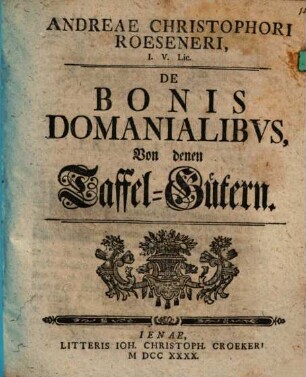 ANDREAE CHRISTOPHORI
ROESENERI,
I. V. Lic.
DE
BONIS
DOMANIALIBVS,
Von denen
Taffel=Gütern.
IENAE,
LITTERIS IOH. CHRISTOPH. CROEKERI
M DCC XXXX.